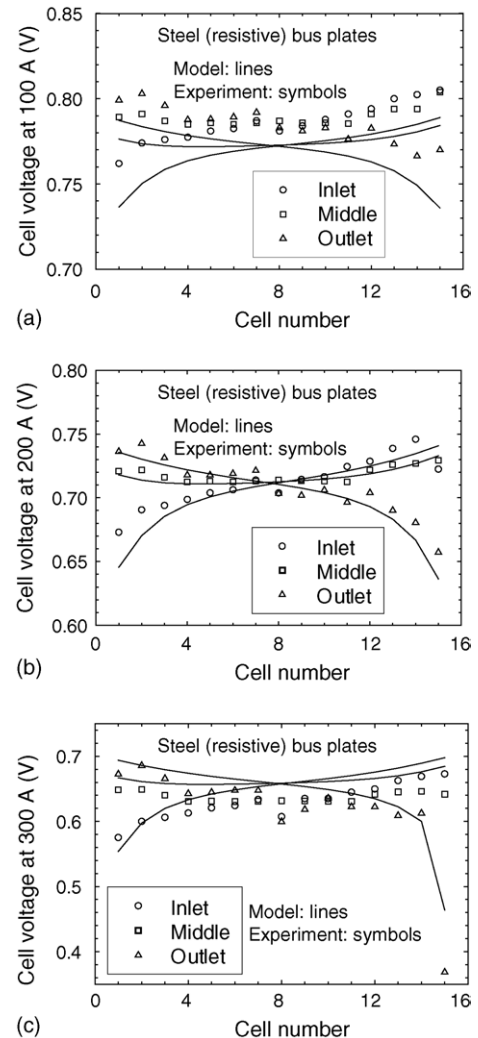 Cell voltage at 100 A (V)
0.80
0.75
0.70
Steel (resistive) bus plates
Model: lines
Experiment: symbols
Inlet
Middle
Outlet
0 4 8 12 16
(a)
Cell number
Cell voltage at 200 A (V)
0.80
0.75
0.70
0.65
0.60
Steel (resistive) bus plates
Model: lines
Experiment: symbols
Inlet
Middle
Outlet
0 4 8 12 16
(b)
Cell number
Cell voltage at 300 A (V)
0.7
0.6
0.5
0.4
Steel (resistive) bus plates
Inlet
Middle
Outlet
Model: lines
Experiment: symbols
0 4 8 12 16
(c)
Cell number